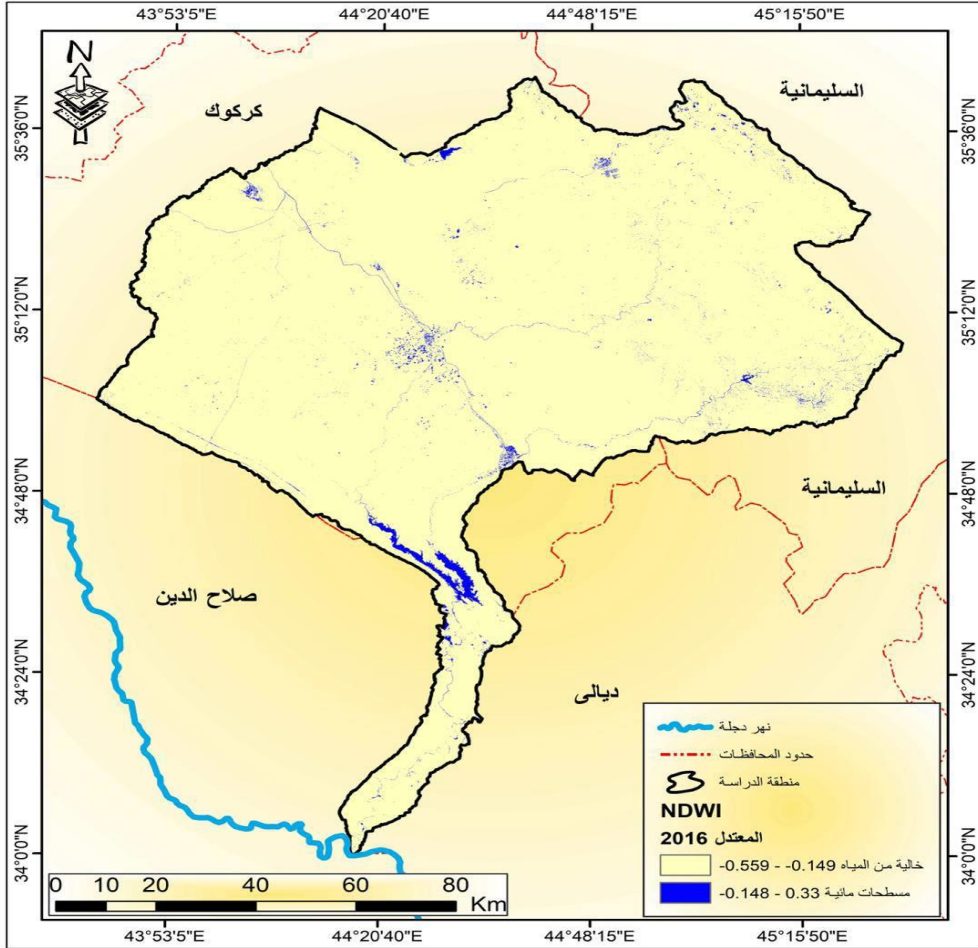 43°53'5"E 44°20'40"E 44°48'15"E 45°15'50"E
N
كركوك
السليمانية
35°36'0"N 35°36'0"N
35°12'0"N 35°12'0"N
34°48'0"N 34°48'0"N
السليمانية
صلاح الدين
34°24'0"N 34°24'0"N
ديالى
نهر دجلة
حدود المحافظات
منطقة الدراسة
NDWI
المعتدل 2016
خالية من المياه -0.149 - -0.559
مسطحات مائية 0.33 - -0.148
34°0'0"N 34°0'0"N
0 10 20 40 60 80
Km
43°53'5"E 44°20'40"E 44°48'15"E 45°15'50"E